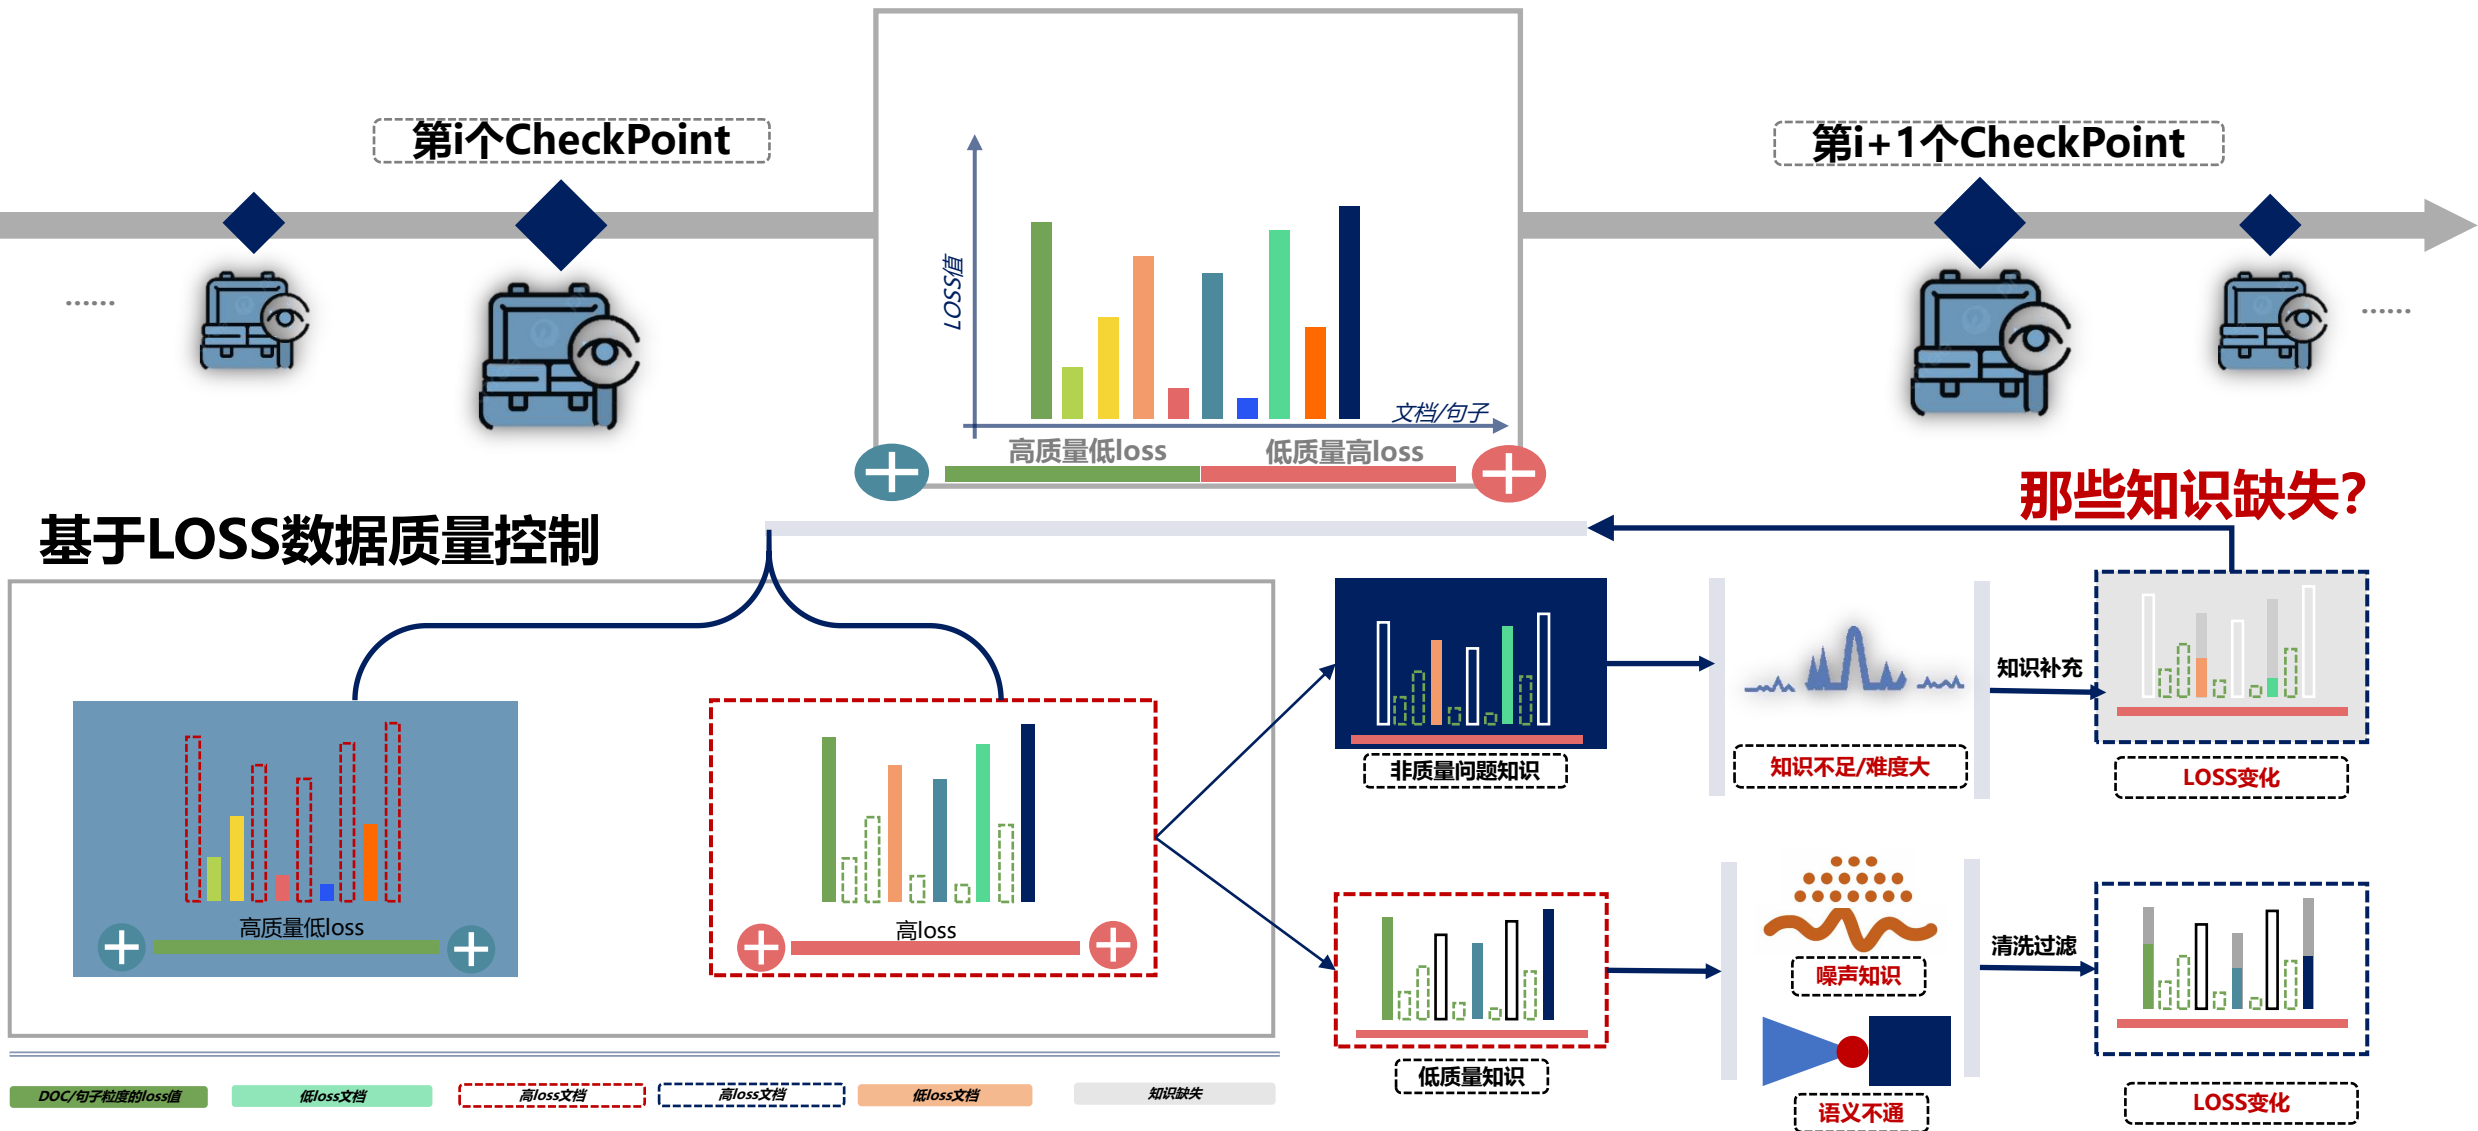 第i个CheckPoint
第i+1个CheckPoint
LOSS值
文档/句子
高质量低loss
低质量高loss
那些知识缺失?
基于LOSS数据质量控制
......
......
高质量低loss
高loss
非质量问题知识
知识不足/难度大
知识补充
LOSS变化
低质量知识
噪声知识
语义不通
清洗过滤
LOSS变化
DOC/句子粒度的loss值
低loss文档
高loss文档
高loss文档
低loss文档
知识缺失